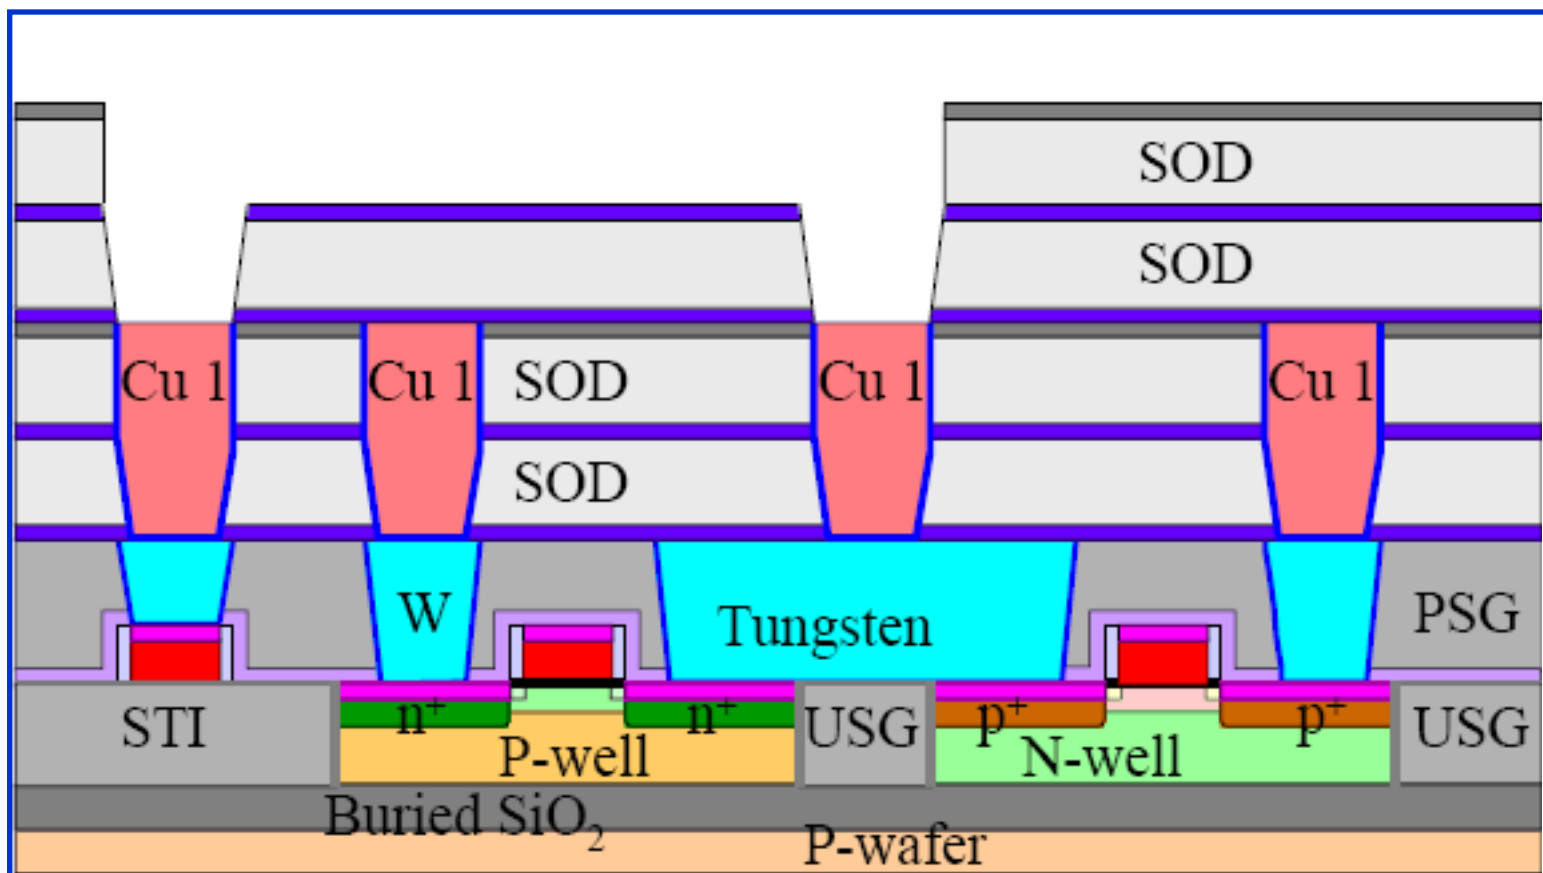 SOD
SOD
Cu 1 Cu 1 SOD Cu 1 Cu 1
SOD
W Tungsten PSG
STI n+ n+ USG p+ p+ USG
P-well N-well
Buried SiO2
P-wafer